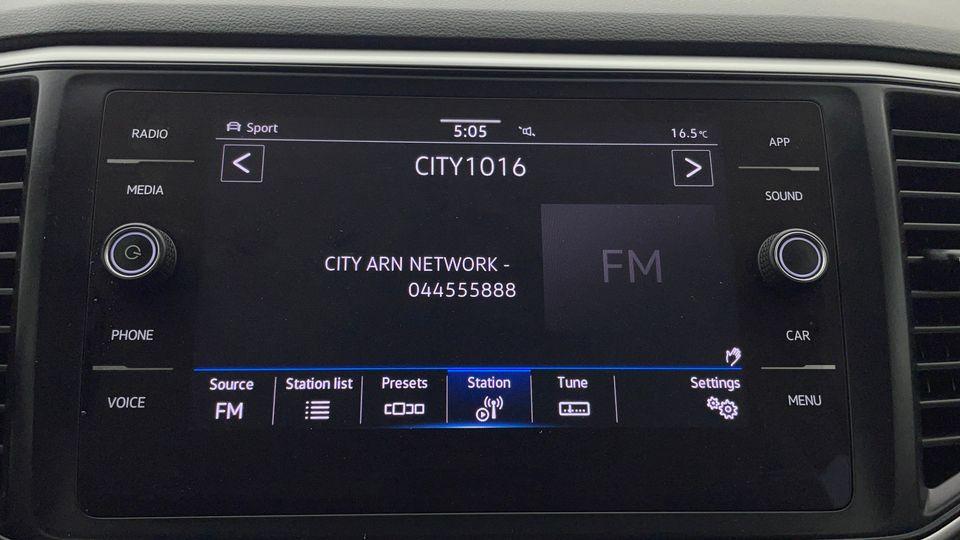 RADIO
MEDIA
PHONE
VOICE
Sport 5:05 16.5°C
CITY1016
CITY ARN NETWORK -
044555888
FM
Source Station list Presets Station Tune Settings
FM
APP
SOUND
CAR
MENU